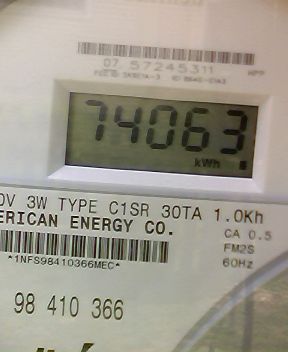 07 57245311
74063
kWh
0V 3W TYPE C1SR 30TA 1.0Kh
ERICAN ENERGY CO.
CA 0.5
FM2S
*1NFS98410366MEC*
60Hz
98 410 366